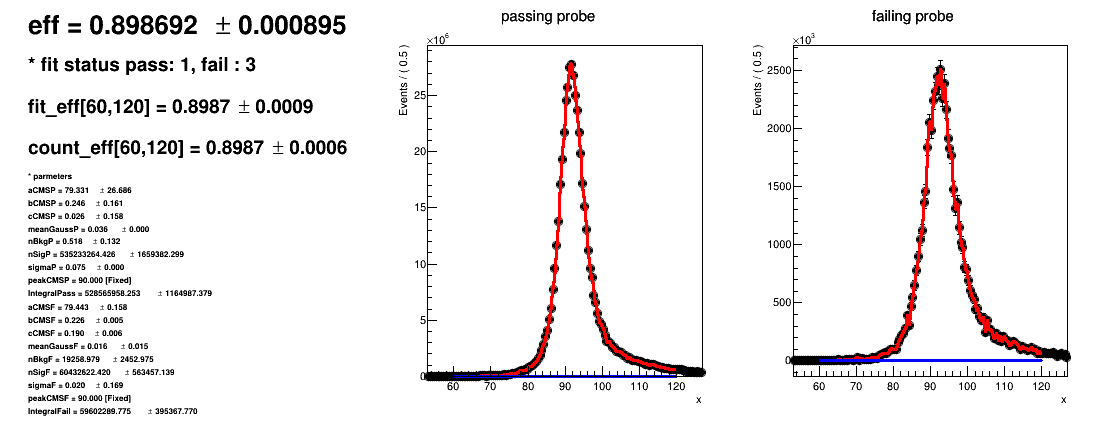 eff = 0.898692 ± 0.000895
* fit status pass: 1, fail : 3
fit_eff[60,120] = 0.8987 ± 0.0009
count_eff[60,120] = 0.8987 ± 0.0006
* parmeters
aCMSP = 79.331 ± 26.686
bCMSP = 0.246 ± 0.161
cCMSP = 0.026 ± 0.158
meanGaussP = 0.036 ± 0.000
nBkgP = 0.518 ± 0.132
nSigP = 535233264.426 ± 1659382.299
sigmaP = 0.075 ± 0.000
peakCMSP = 90.000 [Fixed]
IntegralPass = 528565958.253 ± 1164987.379
aCMSF = 79.443 ± 0.158
bCMSF = 0.226 ± 0.005
cCMSF = 0.190 ± 0.006
meanGaussF = 0.016 ± 0.015
nBkgF = 19258.979 ± 2452.975
nSigF = 60432622.420 ± 563457.139
sigmaF = 0.020 ± 0.169
peakCMSF = 90.000 [Fixed]
IntegralFail = 59602289.775 ± 395367.770
passing probe
×10⁶
Events / ( 0.5 )
25
20
15
10
5
0
60 70 80 90 100 110 120
x
failing probe
×10³
Events / ( 0.5 )
2500
2000
1500
1000
500
0
60 70 80 90 100 110 120
x